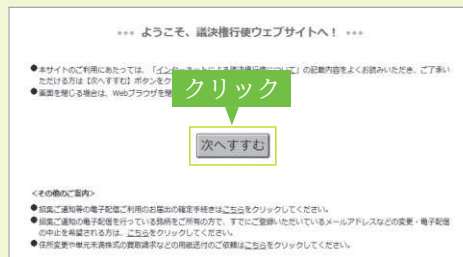 ••• ようこそ、議決権行使ウェブサイトへ! •••
●本サイトのご利用にあたっては、「インターネットによる議決権行使について」の記載内容をよくお読みいただき、ご了承い
ただける方は【次へすすむ】ボタンをク
●画面を閉じる場合は、Webブラウザを閉
クリック
次へすすむ
<その他のご案内>
●招集ご通知等の電子配信ご利用のお届出の確定手続きはこちらをクリックしてください。
●招集ご通知の電子配信を行っている銘柄をご所有の方で、すでにご登録いただいているメールアドレスなどの変更・電子配信
の中止を希望される方は、こちらをクリックしてください。
●住所変更や単元未満株式の買取請求などの用紙送付のご依頼はこちらをクリックしてください。